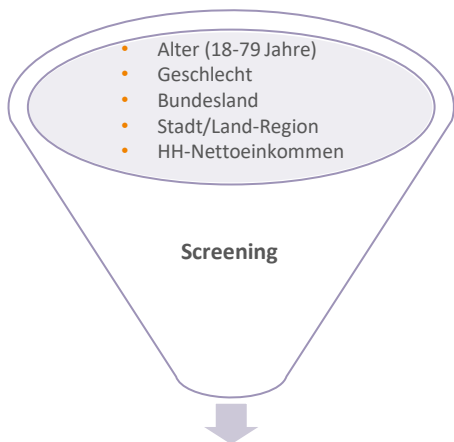 • Alter (18-79 Jahre)
• Geschlecht
• Bundesland
• Stadt/Land-Region
• HH-Nettoeinkommen
Screening